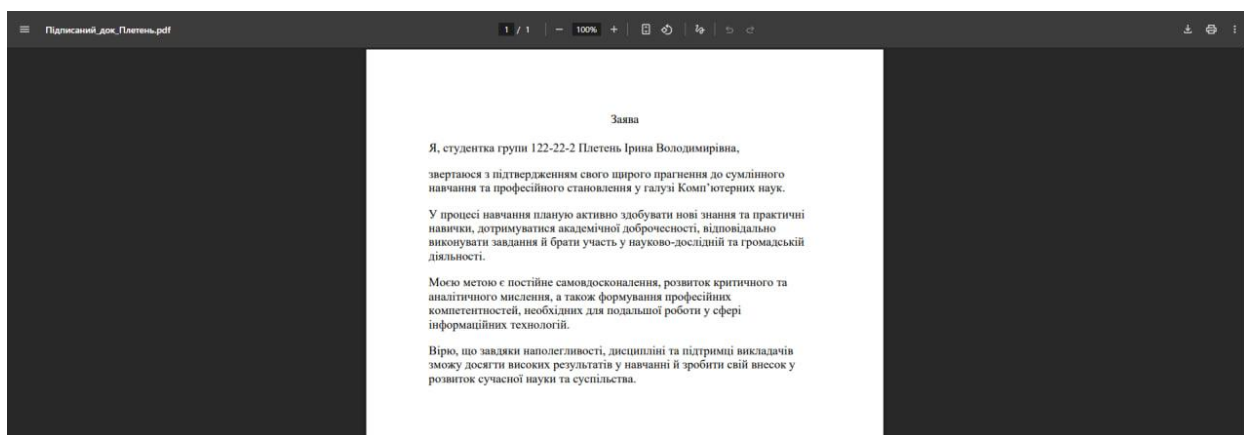 Підписаний_док_Плетень.pdf
1 / 1
100%
Заява
Я, студентка групи 122-22-2 Плетень Ірина Володимирівна,
звертаюся з підтвердженням свого щирого прагнення до сумлінного
навчання та професійного становлення у галузі Комп’ютерних наук.
У процесі навчання планую активно здобувати нові знання та практичні
навички, дотримуватися академічної доброчесності, відповідально
виконувати завдання й брати участь у науково-дослідній та громадській
діяльності.
Моєю метою є постійне самовдосконалення, розвиток критичного та
аналітичного мислення, а також формування професійних
компетентностей, необхідних для подальшої роботи у сфері
інформаційних технологій.
Вірю, що завдяки наполегливості, дисципліні та підтримці викладачів
зможу досягти високих результатів у навчанні й зробити свій внесок у
розвиток сучасної науки та суспільства.